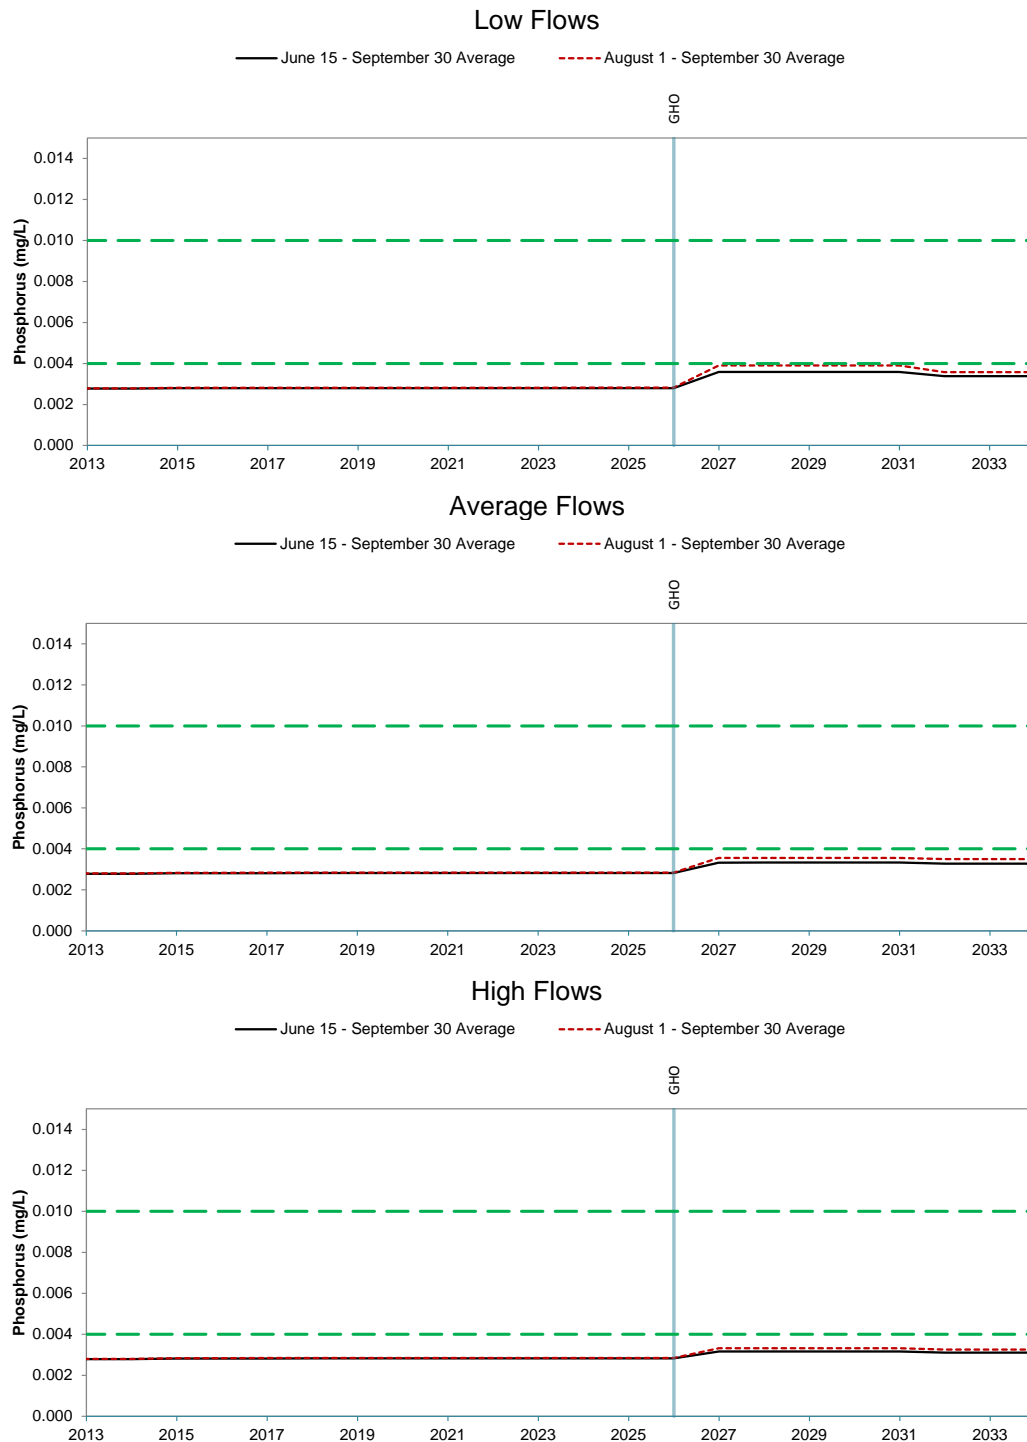 Low Flows
June 15 - September 30 Average August 1 - September 30 Average
GHO
Phosphorus (mg/L)
0.014
0.012
0.010
0.008
0.006
0.004
0.002
0.000
2013 2015 2017 2019 2021 2023 2025 2027 2029 2031 2033
Average Flows
June 15 - September 30 Average August 1 - September 30 Average
GHO
Phosphorus (mg/L)
0.014
0.012
0.010
0.008
0.006
0.004
0.002
0.000
2013 2015 2017 2019 2021 2023 2025 2027 2029 2031 2033
High Flows
June 15 - September 30 Average August 1 - September 30 Average
GHO
Phosphorus (mg/L)
0.014
0.012
0.010
0.008
0.006
0.004
0.002
0.000
2013 2015 2017 2019 2021 2023 2025 2027 2029 2031 2033